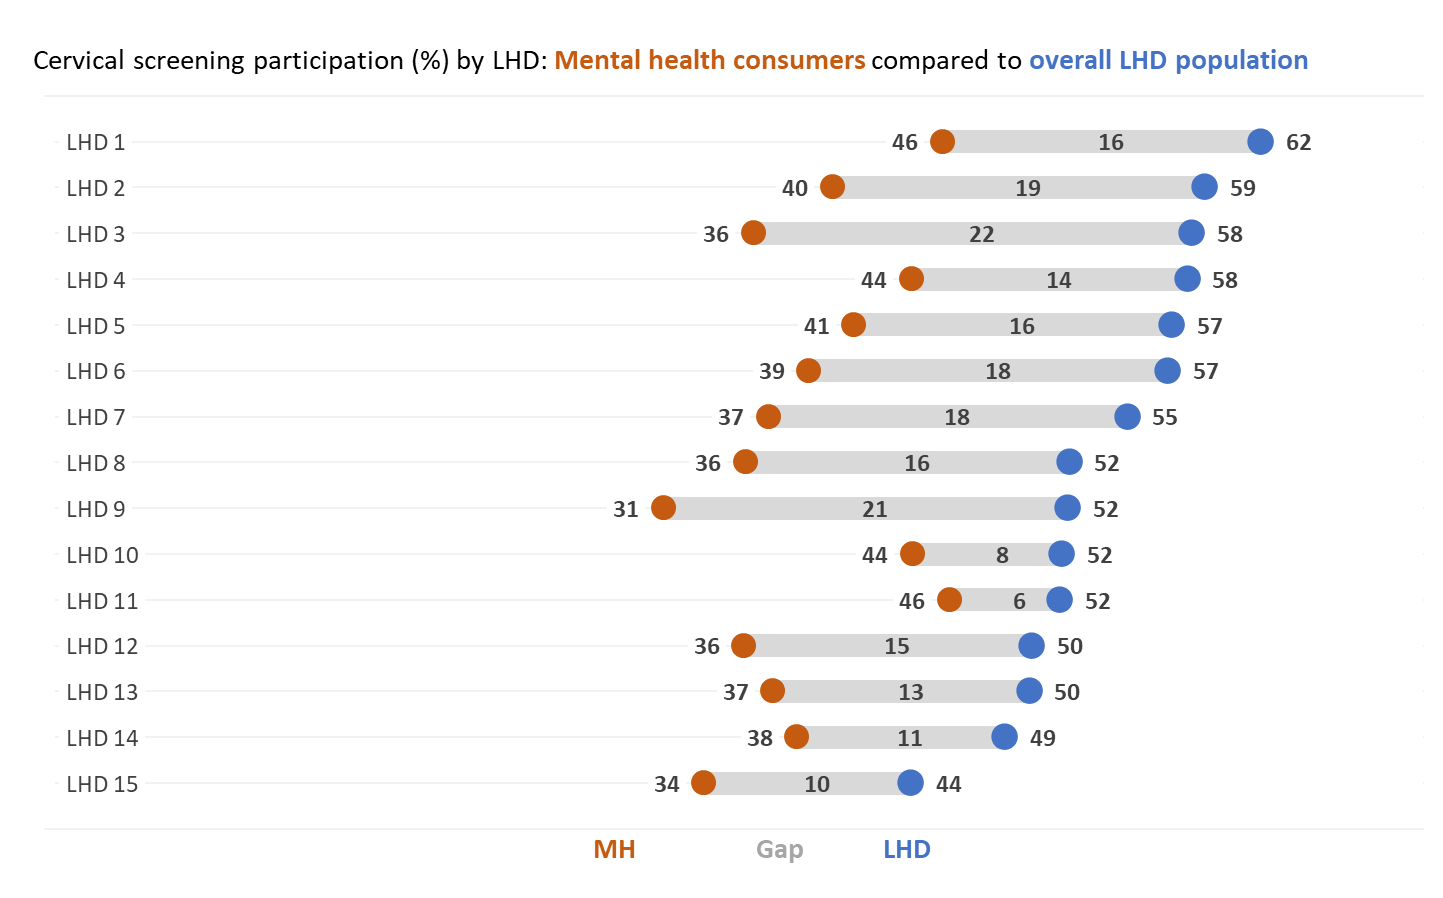 Cervical screening participation (%) by LHD: Mental health consumers compared to overall LHD population
LHD 1 46 16 62
LHD 2 40 19 59
LHD 3 36 22 58
LHD 4 44 14 58
LHD 5 41 16 57
LHD 6 39 18 57
LHD 7 37 18 55
LHD 8 36 16 52
LHD 9 31 21 52
LHD 10 44 8 52
LHD 11 46 6 52
LHD 12 36 15 50
LHD 13 37 13 50
LHD 14 38 11 49
LHD 15 34 10 44
MH Gap LHD